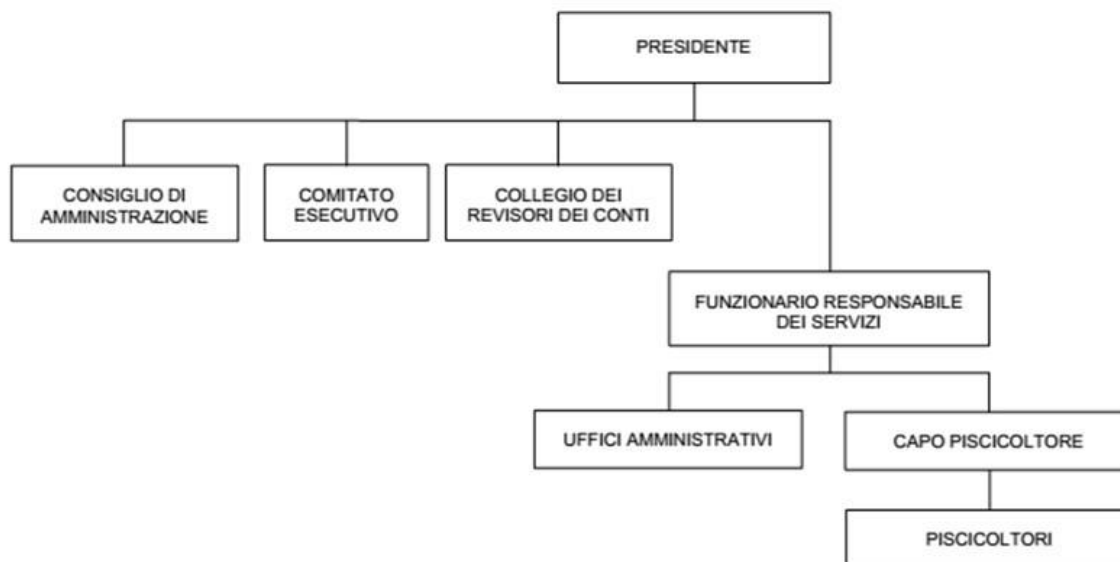 PRESIDENTE
CONSIGLIO DI
AMMINISTRAZIONE
COMITATO
ESECUTIVO
COLLEGIO DEI
REVISORI DEI CONTI
FUNZIONARIO RESPONSABILE
DEI SERVIZI
UFFICI AMMINISTRATIVI
CAPO PISCICOLTORE
PISCICOLTORI